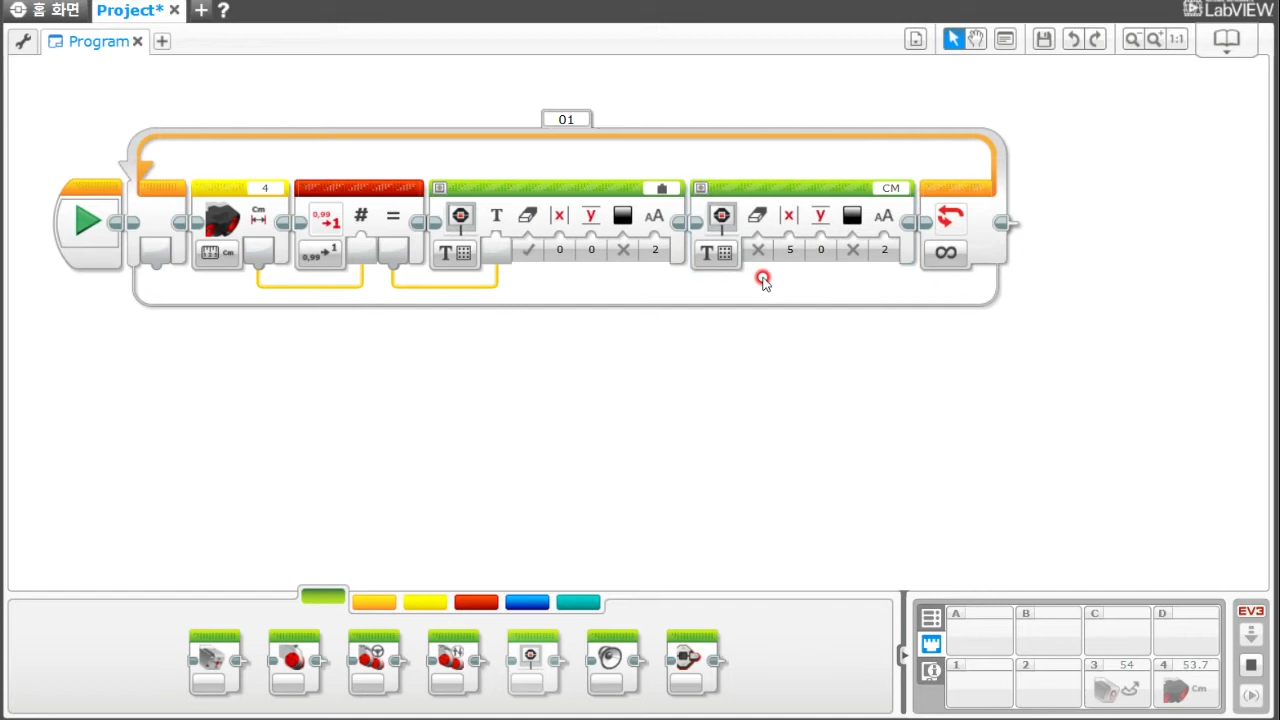 홈 화면
Project*
+ ?
LabVIEW
Program
1:1
01
4
CM
Cm
0,99 →1
#
=
T
|x|
y
AA
|x|
y
AA
Cm
0,99 →1
T
0
0
2
T
5
0
2
∞
A
B
C
D
EV3
1
2
3
54
4
53.7
Cm